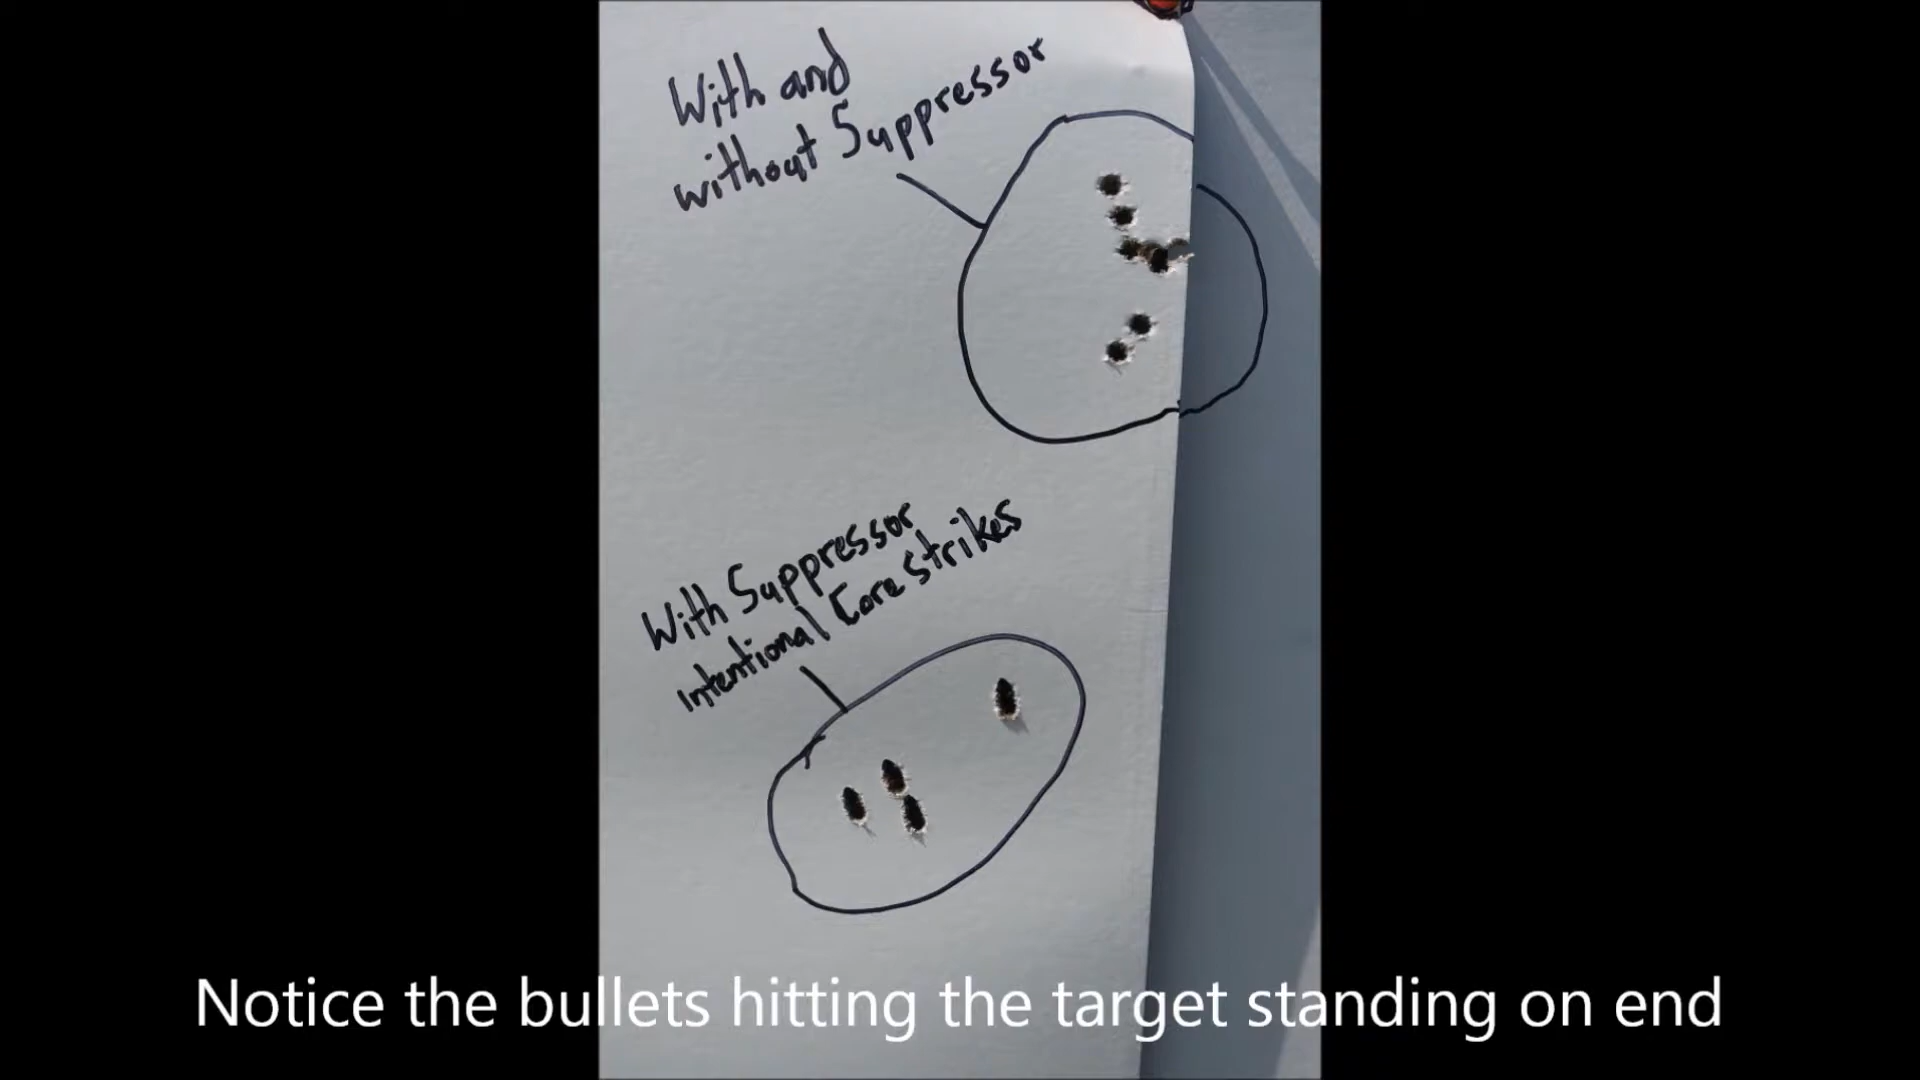 With and
without Suppressor
With Suppressor
Intentional Core Strikes
Notice the bullets hitting the target standing on end